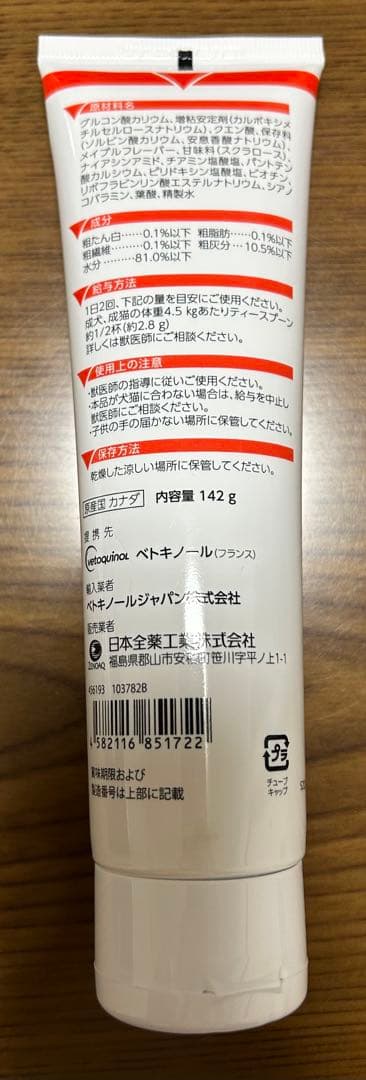 原材料名
グルコン酸カリウム、増粘安定剤(カルボキシメ
チルセルロースナトリウム)、クエン酸、保存料
(ソルビン酸カリウム、安息香酸ナトリウム)、
メイプルフレーバー、甘味料(スクラロース)、
ナイアシンアミド、チアミン塩酸塩、パントテン
酸カルシウム、ピリドキシン塩酸塩、ビオチン、
リボフラビンリン酸エステルナトリウム、シアノ
コバラミン、葉酸、精製水
成分
粗たん白……0.1%以下 粗脂肪……0.1%以下
粗繊維………0.1%以下 粗灰分…10.5%以下
水分………81.0%以下
給与方法
1日2回、下記の量を目安にご使用ください。
成犬、成猫の体重4.5 kgあたりティースプーン
約1/2杯(約2.8 g)
詳しくは獣医師にご相談ください。
使用上の注意
・獣医師の指導に従いご使用ください。
・本品が犬猫に合わない場合は、給与を中止し
獣医師にご相談ください。
・子供の手の届かない場所に保管してください。
保存方法
乾燥した涼しい場所に保管してください。
原産国 カナダ 内容量 142 g
提携先
vetoquinol ベトキノール(フランス)
輸入業者
ベトキノールジャパン株式会社
販売業者
ZENOAQ 日本全薬工業株式会社
福島県郡山市安積町笹川字平ノ上1-1
456193 103782B
4 582116 851722
プラ
チューブ
キャップ
賞味期限および
製造番号は上部に記載